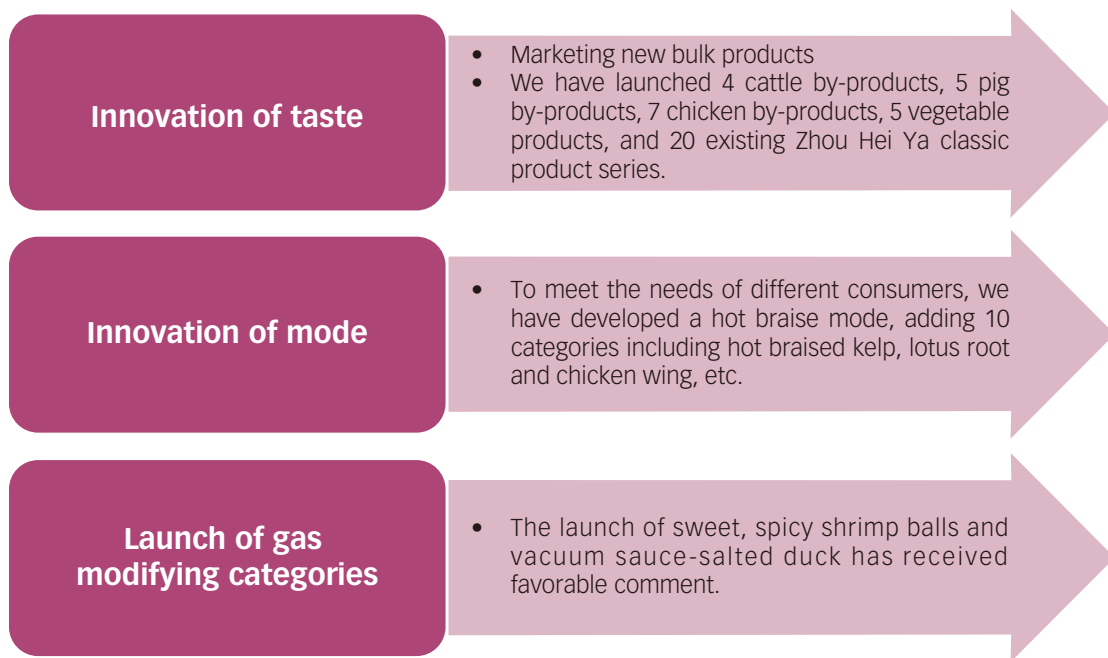 Innovation of taste
• Marketing new bulk products
• We have launched 4 cattle by-products, 5 pig
by-products, 7 chicken by-products, 5 vegetable
products, and 20 existing Zhou Hei Ya classic
product series.
Innovation of mode
• To meet the needs of different consumers, we
have developed a hot braise mode, adding 10
categories including hot braised kelp, lotus root
and chicken wing, etc.
Launch of gas
modifying categories
• The launch of sweet, spicy shrimp balls and
vacuum sauce-salted duck has received
favorable comment.